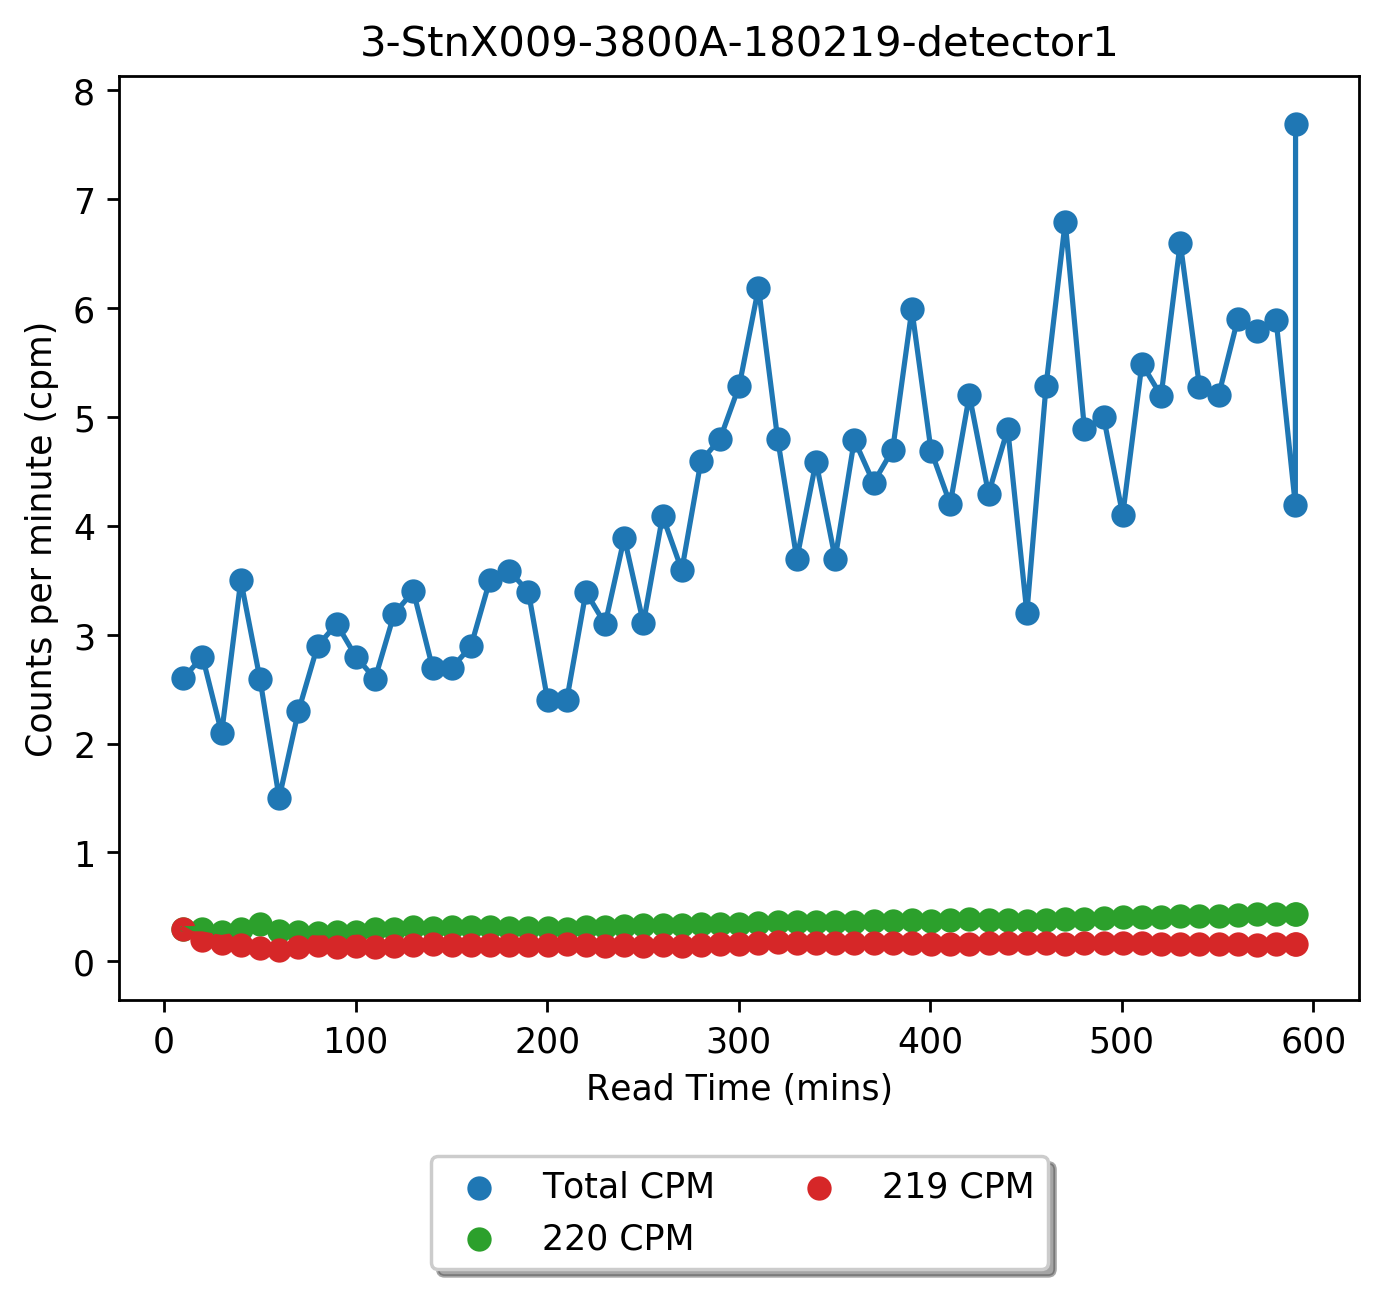 3-StnX009-3800A-180219-detector1
8
7
6
5
4
3
2
1
0
Counts per minute (cpm)
0 100 200 300 400 500 600
Read Time (mins)
Total CPM 219 CPM
220 CPM